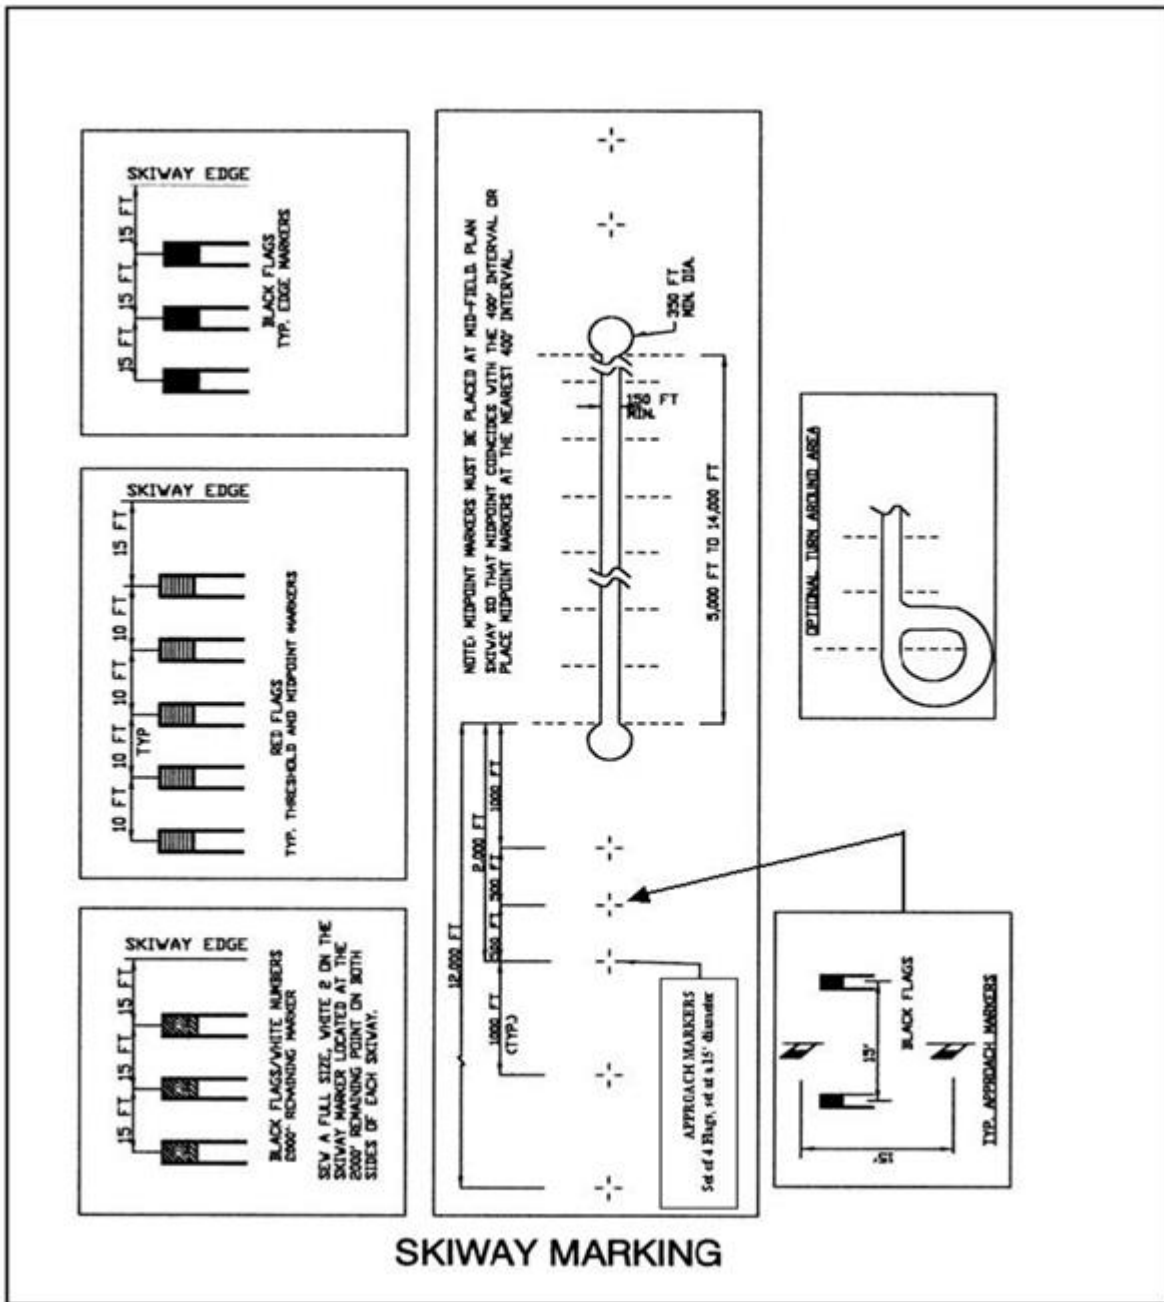 SKIWAY EDGE
15 FT
15 FT
15 FT
BLACK FLAGS
TYP. EDGE MARKERS
SKIWAY EDGE
15 FT
10 FT
10 FT
10 FT
TYP
10 FT
RED FLAGS
TYP. THRESHOLD AND MIDPOINT MARKERS
SKIWAY EDGE
15 FT
15 FT
15 FT
BLACK FLAGS/WHITE NUMBERS
2000' REMAINING MARKER
SEW A FULL SIZE, WHITE 2 ON THE
SKIWAY MARKER LOCATED AT THE
2000' REMAINING POINT ON BOTH
SIDES OF EACH SKIWAY.
NOTE: MIDPOINT MARKERS MUST BE PLACED AT MID-FIELD. PLAN
SKIWAY SO THAT MIDPOINT COINCIDES WITH THE 400' INTERVAL OR
PLACE MIDPOINT MARKERS AT THE NEAREST 400' INTERVAL.
350 FT
MIN. DIA.
150 FT
MIN.
5,000 FT TO 14,000 FT
12,000 FT
2,000 FT
1000 FT
500 FT
500 FT
1000 FT
(TYP.)
APPROACH MARKERS
Set of 4 Flags, set at a 15' diameter
OPTIONAL TURN AROUND AREA
15'
BLACK FLAGS
15'
TYP. APPROACH MARKERS
SKIWAY MARKING